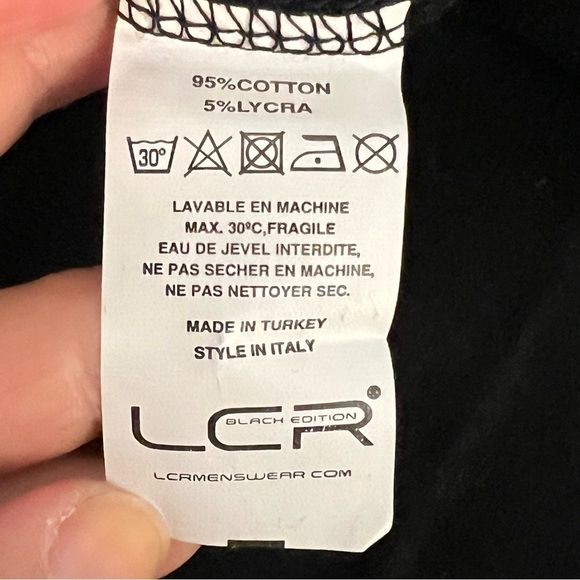 95%COTTON
5%LYCRA
30°
LAVABLE EN MACHINE
MAX. 30ºC,FRAGILE
EAU DE JEVEL INTERDITE,
NE PAS SECHER EN MACHINE,
NE PAS NETTOYER SEC.
MADE IN TURKEY
STYLE IN ITALY
LCR
BLACK EDITION
LCRMENSWEAR COM